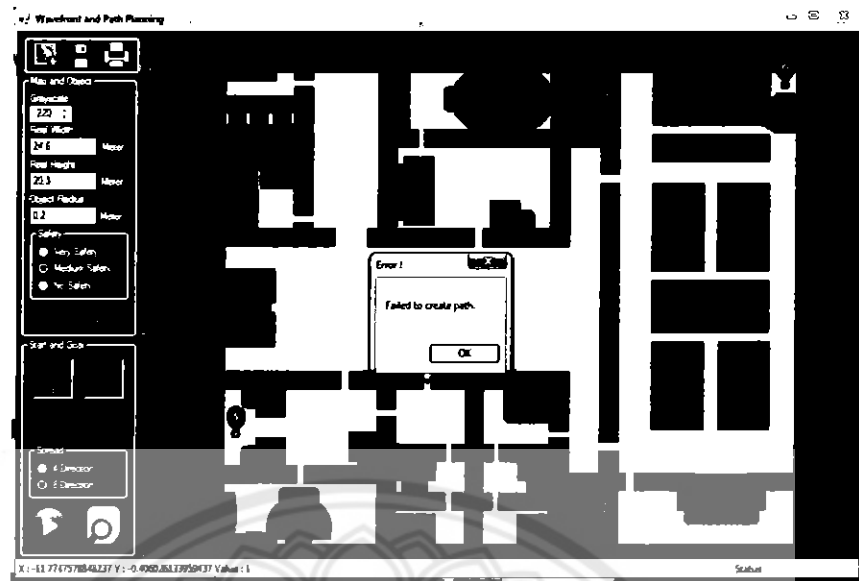 Wavefront and Path Planning
Map and Object
Grayscale
220
Real Width
24.6 Meter
Real Height
20.3 Meter
Object Radius
0.2 Meter
Safety
Very Safety
Medium Safety
No Safety
Error !
Failed to create path.
OK
Start and Goal
Spread
4 Direction
8 Direction
Value : 1
Status